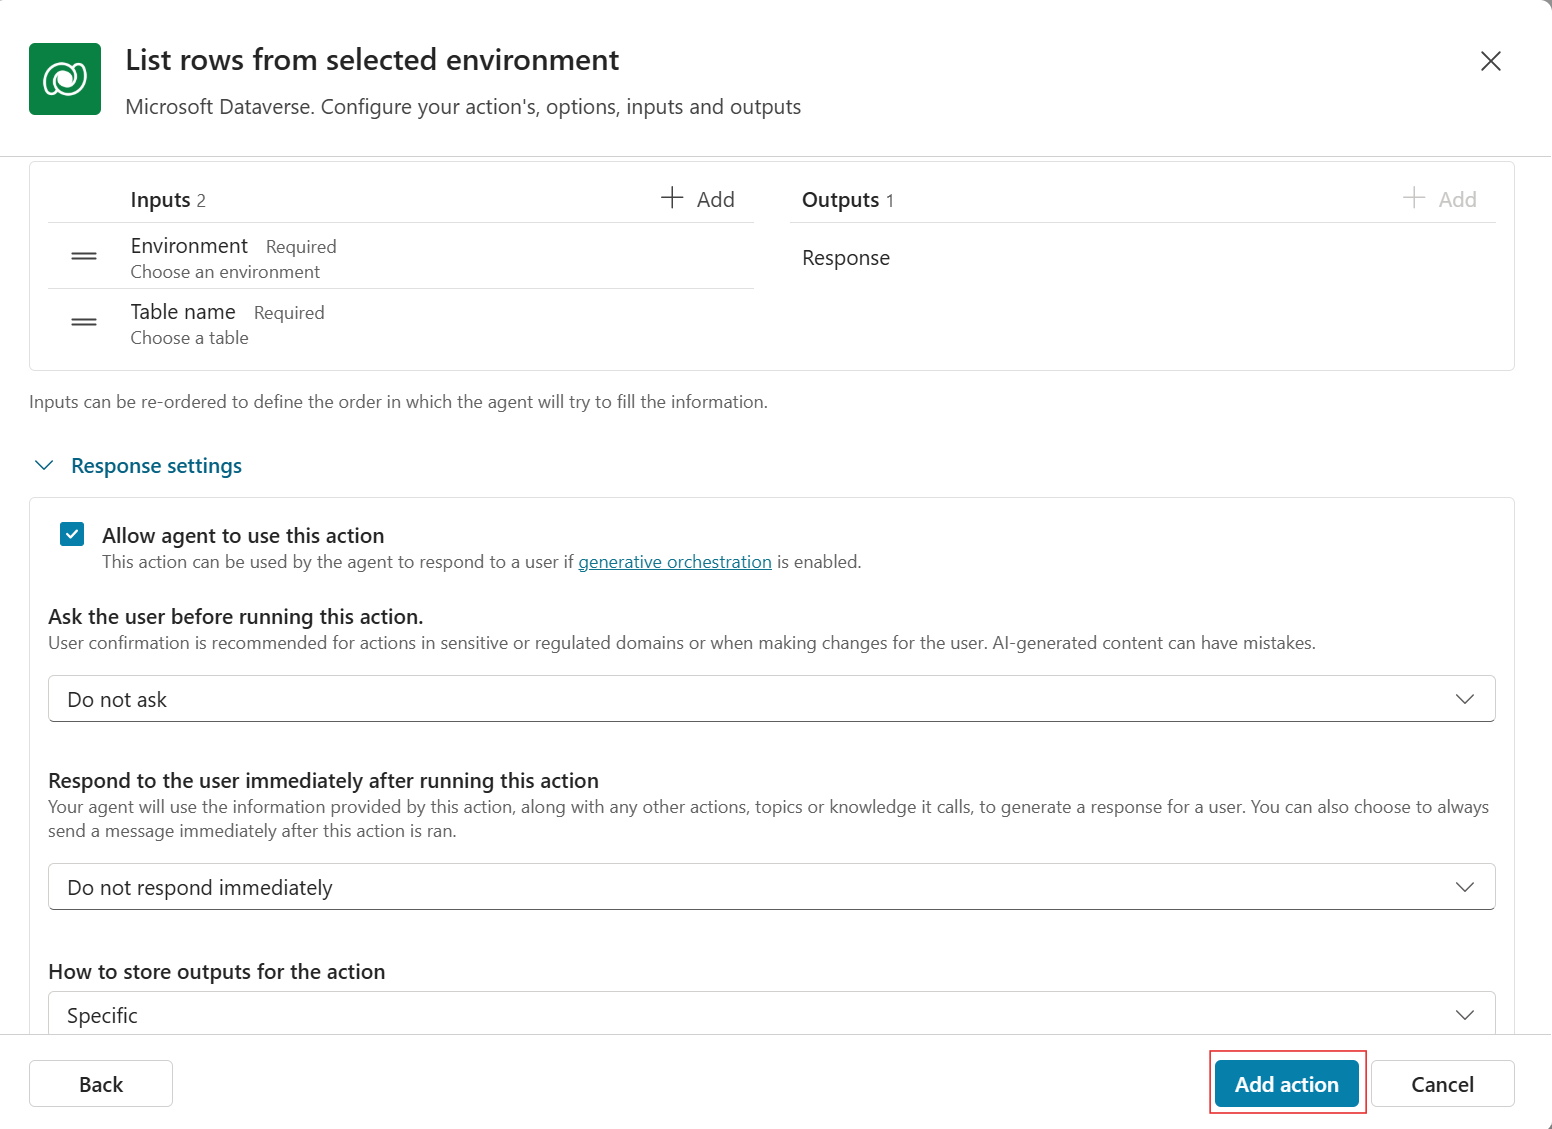 List rows from selected environment
Microsoft Dataverse. Configure your action's, options, inputs and outputs
Inputs 2
Add
Environment Required
Choose an environment
Table name Required
Choose a table
Outputs 1
Add
Response
Inputs can be re-ordered to define the order in which the agent will try to fill the information.
Response settings
Allow agent to use this action
This action can be used by the agent to respond to a user if generative orchestration is enabled.
Ask the user before running this action.
User confirmation is recommended for actions in sensitive or regulated domains or when making changes for the user. AI-generated content can have mistakes.
Do not ask
Respond to the user immediately after running this action
Your agent will use the information provided by this action, along with any other actions, topics or knowledge it calls, to generate a response for a user. You can also choose to always
send a message immediately after this action is ran.
Do not respond immediately
How to store outputs for the action
Specific
Back
Add action
Cancel